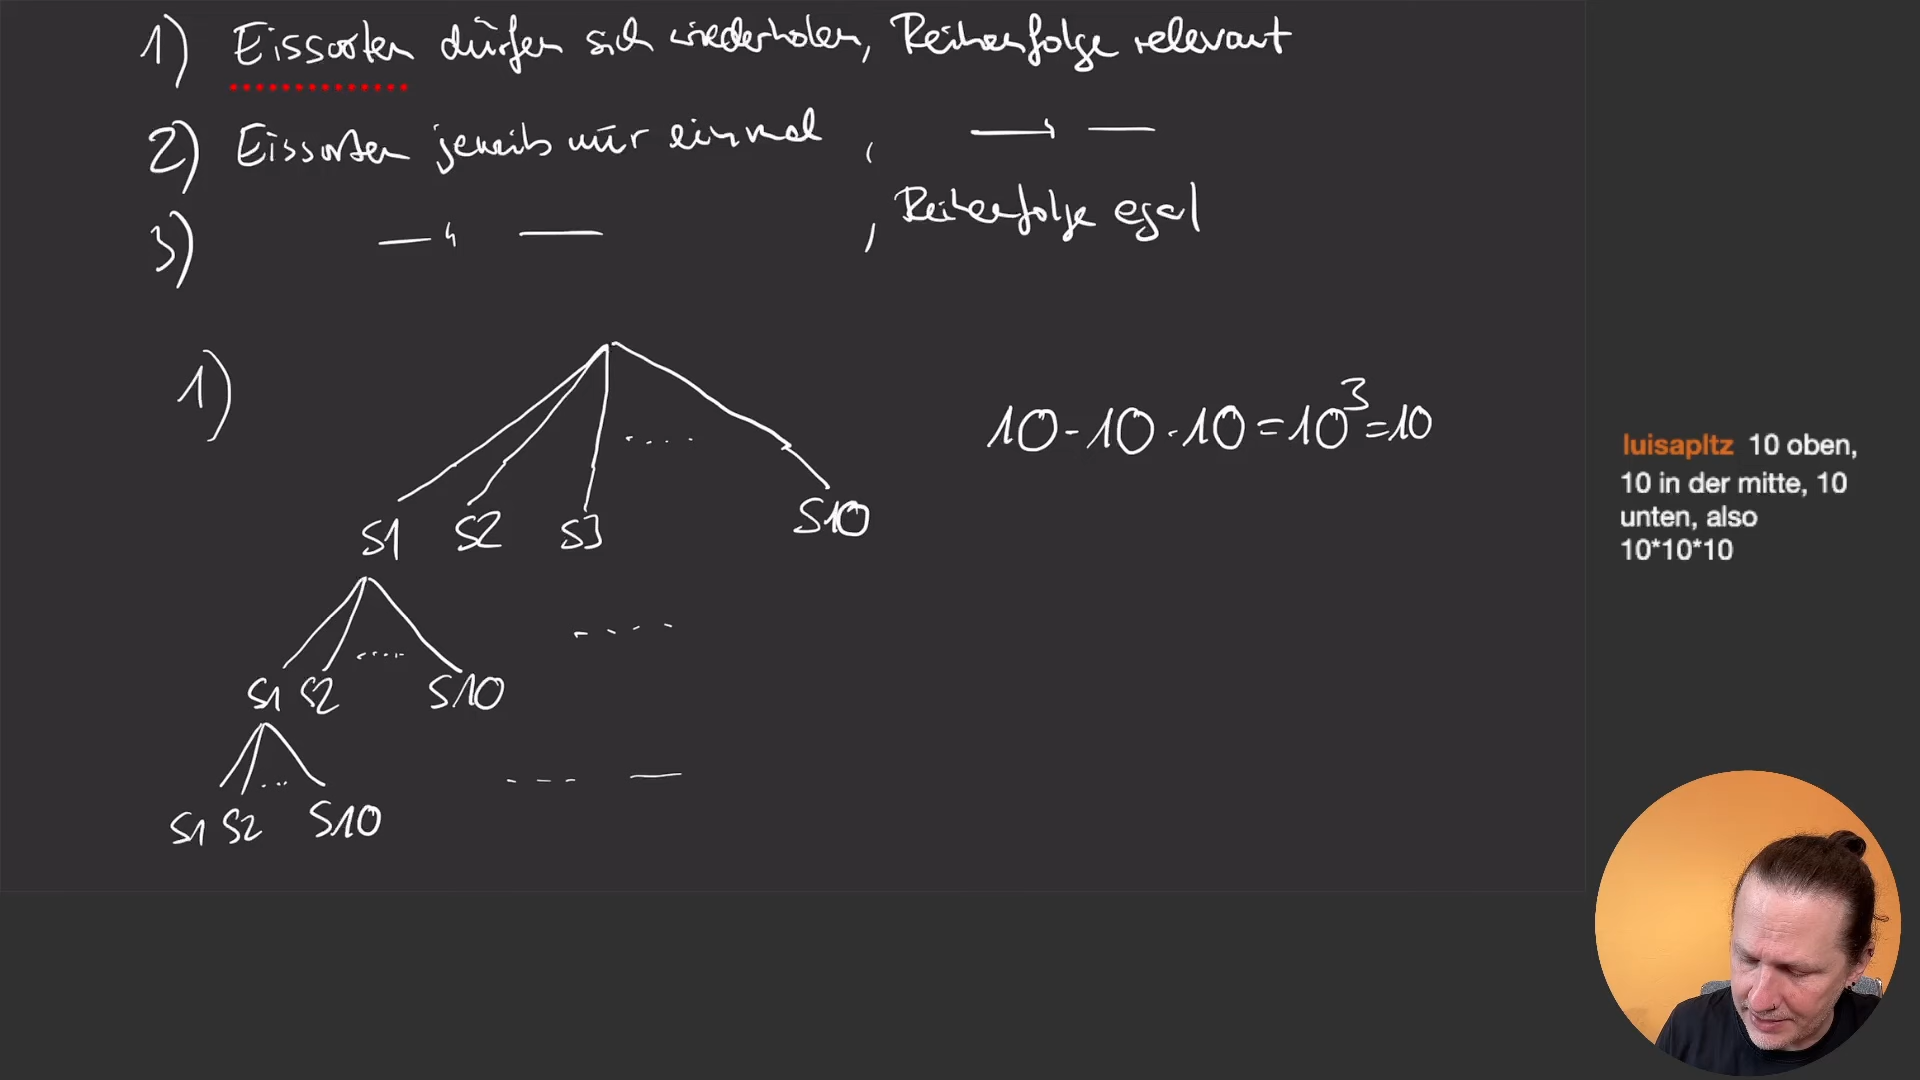 1) Eissorten dürfen sich wiederholen, Reihenfolge relevant
2) Eissorten jeweils nur einmal , — " —
3) — " — , Reihenfolge egal
1)
10 · 10 · 10 = 10³ = 10
S1 S2 S3 .... S10
S1 S2 .... S10 ....
S1 S2 ... S10 --- —
luisapltz 10 oben,
10 in der mitte, 10
unten, also
10*10*10